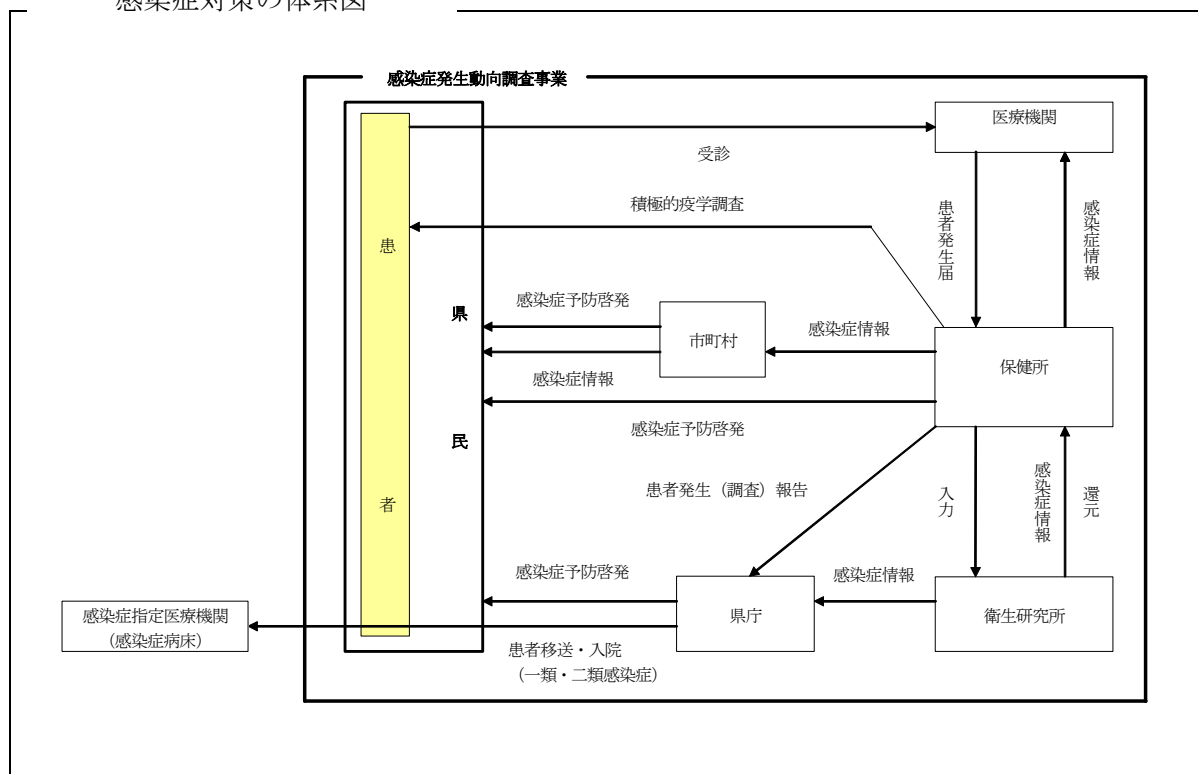 感染症対策の体系図
感染症発生動向調査事業
医療機関
受診
積極的疫学調査
患者発生届
感染症情報
患者
県民
感染症予防啓発
市町村
感染症情報
保健所
感染症情報
感染症予防啓発
患者発生（調査）報告
入力
感染症情報
還元
感染症予防啓発
県庁
感染症情報
衛生研究所
感染症指定医療機関
（感染症病床）
患者移送・入院
（一類・二類感染症）